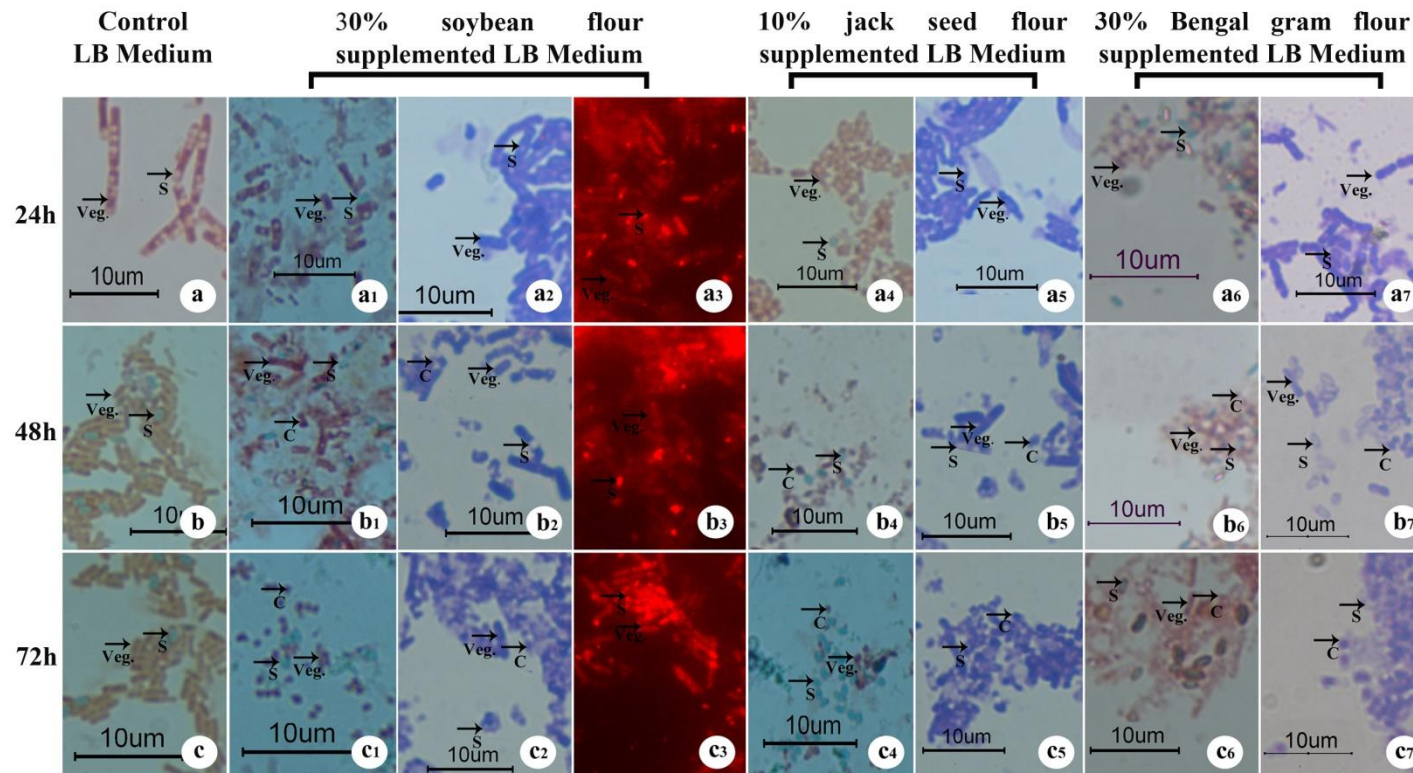 Control
LB Medium
30% soybean flour
supplemented LB Medium
10% jack seed flour
supplemented LB Medium
30% Bengal gram flour
supplemented LB Medium
24h
Veg. S 10um a
Veg. S 10um a1
S Veg. 10um a2
S Veg. a3
Veg. S 10um a4
S Veg. 10um a5
S Veg. 10um a6
Veg. S 10um a7
48h
Veg. S 10 b
Veg. S C 10um b1
C Veg. S 10um b2
Veg. S b3
C S 10um b4
Veg. S C 10um b5
C Veg. S 10um b6
Veg. S C 10um b7
72h
Veg. S 10um c
C S Veg. 10um c1
Veg. C S 10um c2
S Veg. c3
C Veg. S 10um c4
C S 10um c5
S Veg. C 10um c6
S C 10um c7